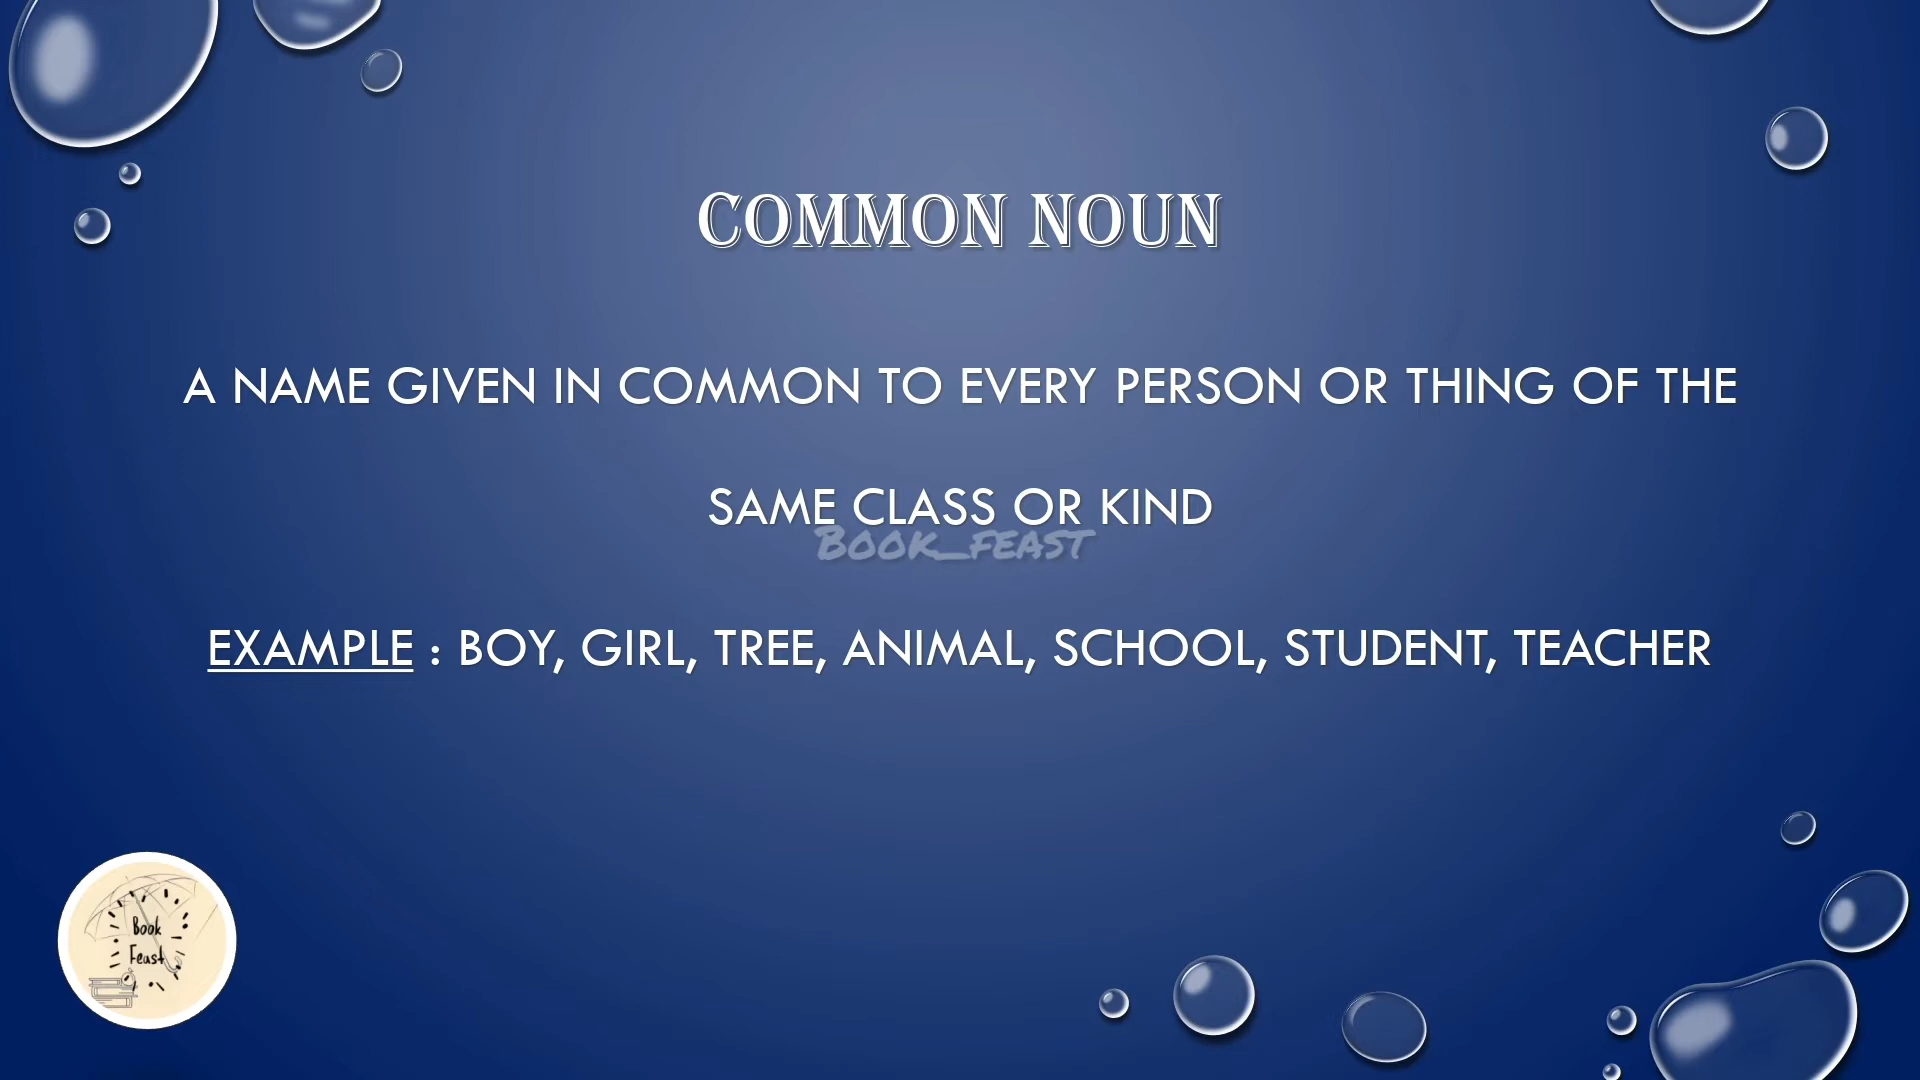 COMMON NOUN
A NAME GIVEN IN COMMON TO EVERY PERSON OR THING OF THE
SAME CLASS OR KIND
BOOK_FEAST
EXAMPLE : BOY, GIRL, TREE, ANIMAL, SCHOOL, STUDENT, TEACHER
Book
Feast